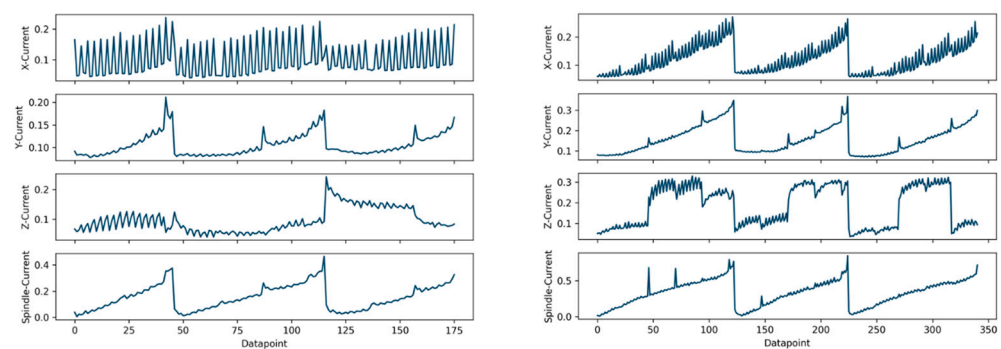 X-Current
0.2
0.1
Y-Current
0.20
0.15
0.10
Z-Current
0.2
0.1
Spindle-Current
0.4
0.2
0.0
0 25 50 75 100 125 150 175
Datapoint
X-Current
0.2
0.1
Y-Current
0.3
0.2
0.1
Z-Current
0.3
0.2
0.1
Spindle-Current
0.5
0.0
0 50 100 150 200 250 300 350
Datapoint